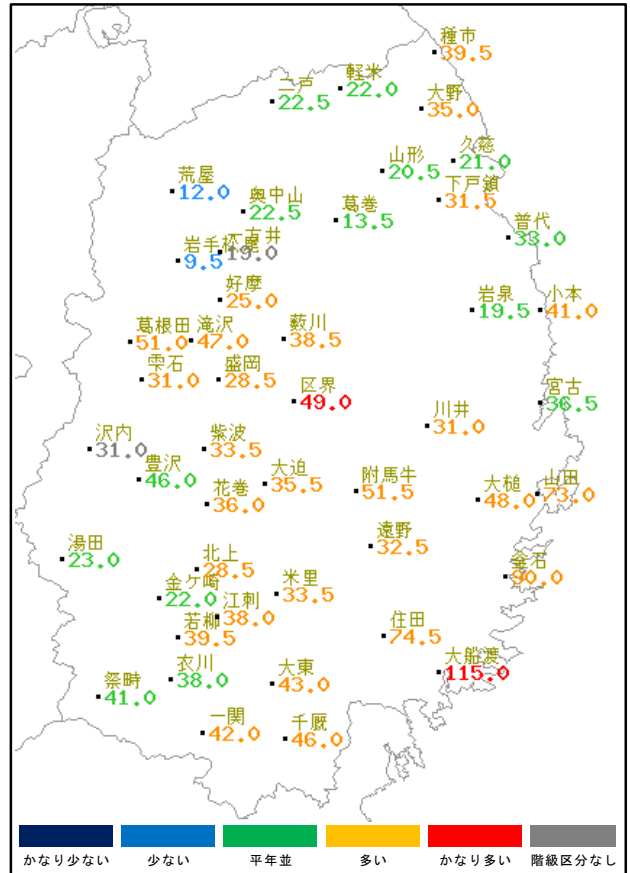 種市
39.5
軽米
22.0
二戸
22.5
大野
35.0
久慈
21.0
山形
20.5
荒屋
12.0
下戸鎖
31.5
奥中山
22.5
葛巻
13.5
普代
33.0
一方井
19.0
岩手松尾
9.5
好摩
25.0
岩泉
19.5
小本
41.0
葛根田
51.0
滝沢
47.0
薮川
38.5
雫石
31.0
盛岡
28.5
区界
49.0
宮古
36.5
川井
31.0
沢内
31.0
紫波
33.5
豊沢
46.0
大迫
35.5
附馬牛
51.5
大槌
48.0
山田
73.0
花巻
36.0
遠野
32.5
湯田
23.0
北上
28.5
釜石
90.0
金ケ崎
22.0
米里
33.5
江刺
38.0
若柳
39.5
住田
74.5
大船渡
115.0
衣川
38.0
大東
43.0
祭畤
41.0
一関
42.0
千厩
46.0
かなり少ない
少ない
平年並
多い
かなり多い
階級区分なし